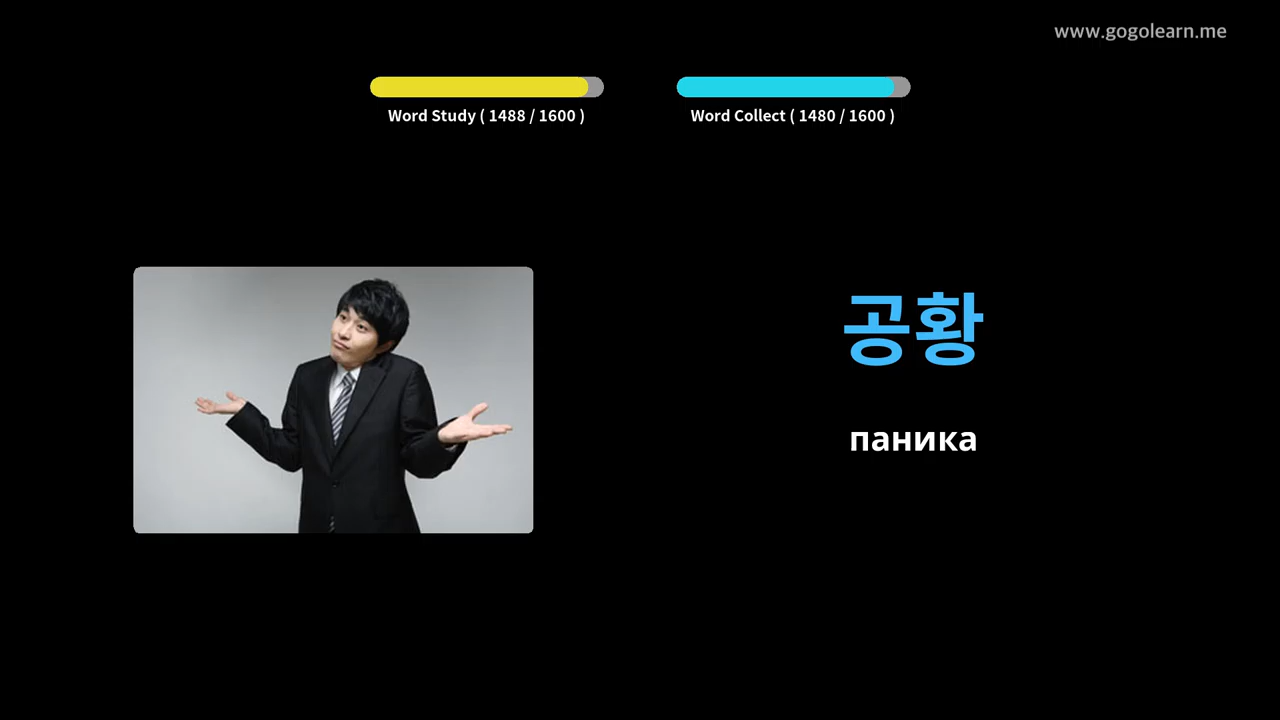 www.gogolearn.me
Word Study ( 1488 / 1600 )
Word Collect ( 1480 / 1600 )
공황
паника